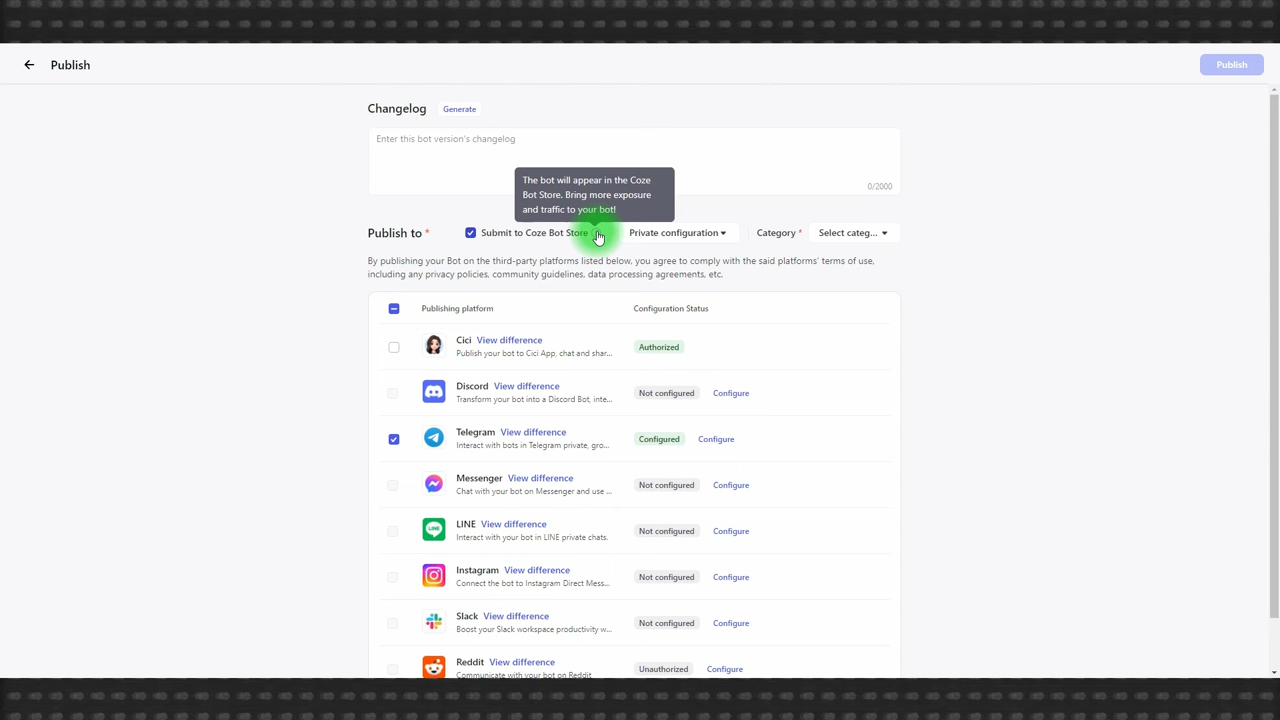 Publish
Publish
Changelog
Generate
Enter this bot version's changelog
0/2000
The bot will appear in the Coze
Bot Store. Bring more exposure
and traffic to your bot!
Publish to *
Submit to Coze Bot Store
Private configuration
Category *
Select categ...
By publishing your Bot on the third-party platforms listed below, you agree to comply with the said platforms' terms of use,
including any privacy policies, community guidelines, data processing agreements, etc.
Publishing platform
Configuration Status
Cici View difference
Publish your bot to Cici App, chat and shar...
Authorized
Discord View difference
Transform your bot into a Discord Bot, inte...
Not configured
Configure
Telegram View difference
Interact with bots in Telegram private, gro...
Configured
Configure
Messenger View difference
Chat with your bot on Messenger and use ...
Not configured
Configure
LINE View difference
Interact with your bot in LINE private chats.
LINE
Not configured
Configure
Instagram View difference
Connect the bot to Instagram Direct Mess...
Not configured
Configure
Slack View difference
Boost your Slack workspace productivity w...
Not configured
Configure
Reddit View difference
Communicate with your bot on Reddit
Unauthorized
Configure